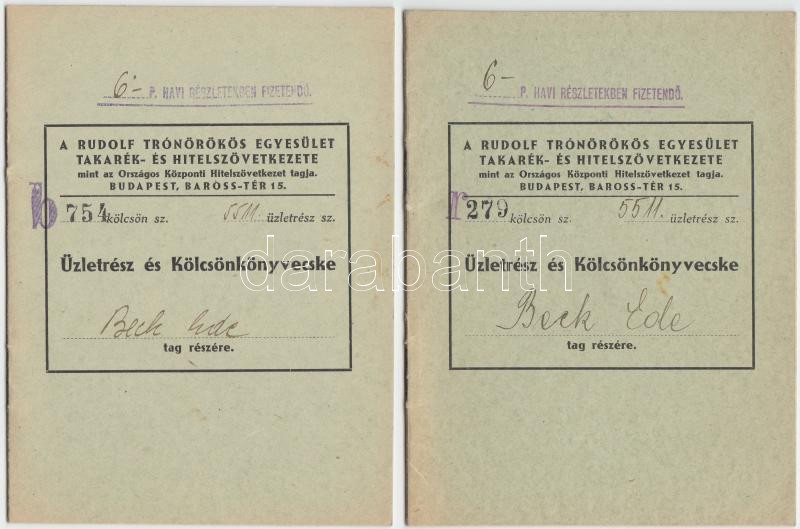 6- P. HAVI RÉSZLETEKBEN FIZETENDŐ.
A RUDOLF TRÓNÖRÖKÖS EGYESÜLET
TAKARÉK- ÉS HITELSZÖVETKEZETE
mint az Országos Központi Hitelszövetkezet tagja.
BUDAPEST, BAROSS-TÉR 15.
b 754 kölcsön sz. 5511. üzletrész sz.
Üzletrész és Kölcsönkönyvecske
Beck Ede
tag részére.
6- P. HAVI RÉSZLETEKBEN FIZETENDŐ.
A RUDOLF TRÓNÖRÖKÖS EGYESÜLET
TAKARÉK- ÉS HITELSZÖVETKEZETE
mint az Országos Központi Hitelszövetkezet tagja.
BUDAPEST, BAROSS-TÉR 15.
r 279 kölcsön sz. 5511. üzletrész sz.
Üzletrész és Kölcsönkönyvecske
Beck Ede
tag részére.
darabanth